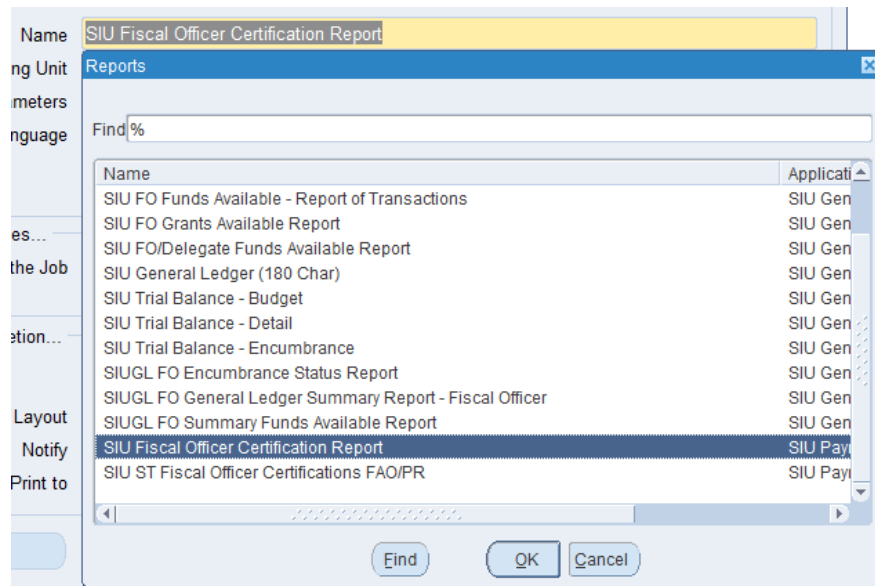 Name SIU Fiscal Officer Certification Report
ng Unit
Reports
ameters
nguage
Find %
Name Applicati
SIU FO Funds Available - Report of Transactions SIU Gen
SIU FO Grants Available Report SIU Gen
es...
SIU FO/Delegate Funds Available Report SIU Gen
the Job
SIU General Ledger (180 Char) SIU Gen
SIU Trial Balance - Budget SIU Gen
SIU Trial Balance - Detail SIU Gen
etion...
SIU Trial Balance - Encumbrance SIU Gen
SIUGL FO Encumbrance Status Report SIU Gen
SIUGL FO General Ledger Summary Report - Fiscal Officer SIU Gen
Layout
SIUGL FO Summary Funds Available Report SIU Gen
Notify
SIU Fiscal Officer Certification Report SIU Pay
Print to
SIU ST Fiscal Officer Certifications FAO/PR SIU Pay
Find OK Cancel